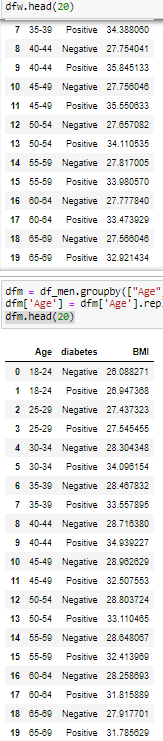 dfw.head(20)
7 35-39 Positive 34.388060
8 40-44 Negative 27.754041
9 40-44 Positive 35.845133
10 45-49 Negative 27.756046
11 45-49 Positive 35.550633
12 50-54 Negative 27.657082
13 50-54 Positive 34.110535
14 55-59 Negative 27.817005
15 55-59 Positive 33.980570
16 60-64 Negative 27.777840
17 60-64 Positive 33.473929
18 65-69 Negative 27.566046
19 65-69 Positive 32.921434
dfm = df_men.groupby(["Age"
dfm['Age'] = dfm['Age'].repl
dfm.head(20)
Age diabetes BMI
0 18-24 Negative 26.088271
1 18-24 Positive 26.947368
2 25-29 Negative 27.437323
3 25-29 Positive 27.545455
4 30-34 Negative 28.304348
5 30-34 Positive 34.096154
6 35-39 Negative 28.467832
7 35-39 Positive 33.557895
8 40-44 Negative 28.716380
9 40-44 Positive 34.939227
10 45-49 Negative 28.962629
11 45-49 Positive 32.507553
12 50-54 Negative 28.803724
13 50-54 Positive 33.110465
14 55-59 Negative 28.648067
15 55-59 Positive 32.413969
16 60-64 Negative 28.258693
17 60-64 Positive 31.815889
18 65-69 Negative 27.917701
19 65-69 Positive 31.785629